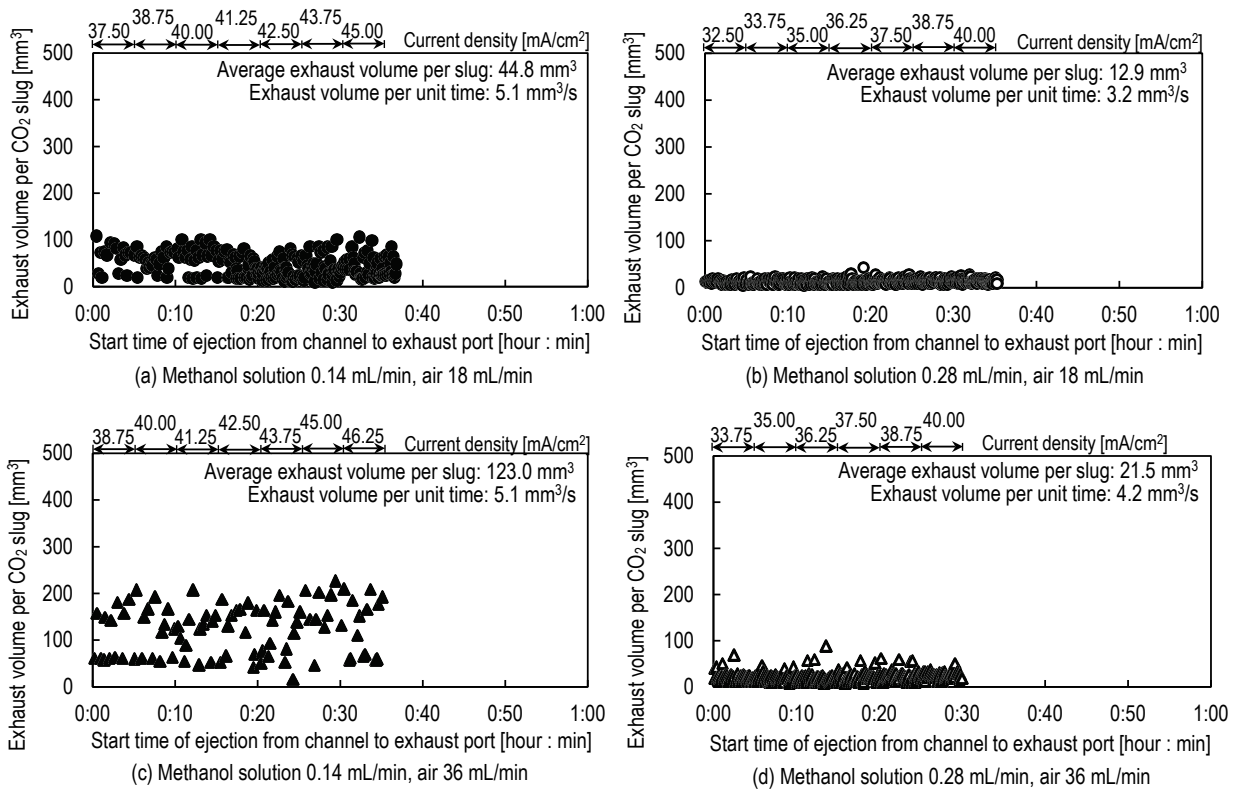 38.75 41.25 43.75
37.50 40.00 42.50 45.00 Current density [mA/cm²]
500
400
300
200
100
0
Exhaust volume per CO₂ slug [mm³]
Average exhaust volume per slug: 44.8 mm³
Exhaust volume per unit time: 5.1 mm³/s
0:00 0:10 0:20 0:30 0:40 0:50 1:00
Start time of ejection from channel to exhaust port [hour : min]
(a) Methanol solution 0.14 mL/min, air 18 mL/min
33.75 36.25 38.75
32.50 35.00 37.50 40.00 Current density [mA/cm²]
500
400
300
200
100
0
Exhaust volume per CO₂ slug [mm³]
Average exhaust volume per slug: 12.9 mm³
Exhaust volume per unit time: 3.2 mm³/s
0:00 0:10 0:20 0:30 0:40 0:50 1:00
Start time of ejection from channel to exhaust port [hour : min]
(b) Methanol solution 0.28 mL/min, air 18 mL/min
40.00 42.50 45.00
38.75 41.25 43.75 46.25 Current density [mA/cm²]
500
400
300
200
100
0
Exhaust volume per CO₂ slug [mm³]
Average exhaust volume per slug: 123.0 mm³
Exhaust volume per unit time: 5.1 mm³/s
0:00 0:10 0:20 0:30 0:40 0:50 1:00
Start time of ejection from channel to exhaust port [hour : min]
(c) Methanol solution 0.14 mL/min, air 36 mL/min
35.00 37.50 40.00
33.75 36.25 38.75 Current density [mA/cm²]
500
400
300
200
100
0
Exhaust volume per CO₂ slug [mm³]
Average exhaust volume per slug: 21.5 mm³
Exhaust volume per unit time: 4.2 mm³/s
0:00 0:10 0:20 0:30 0:40 0:50 1:00
Start time of ejection from channel to exhaust port [hour : min]
(d) Methanol solution 0.28 mL/min, air 36 mL/min